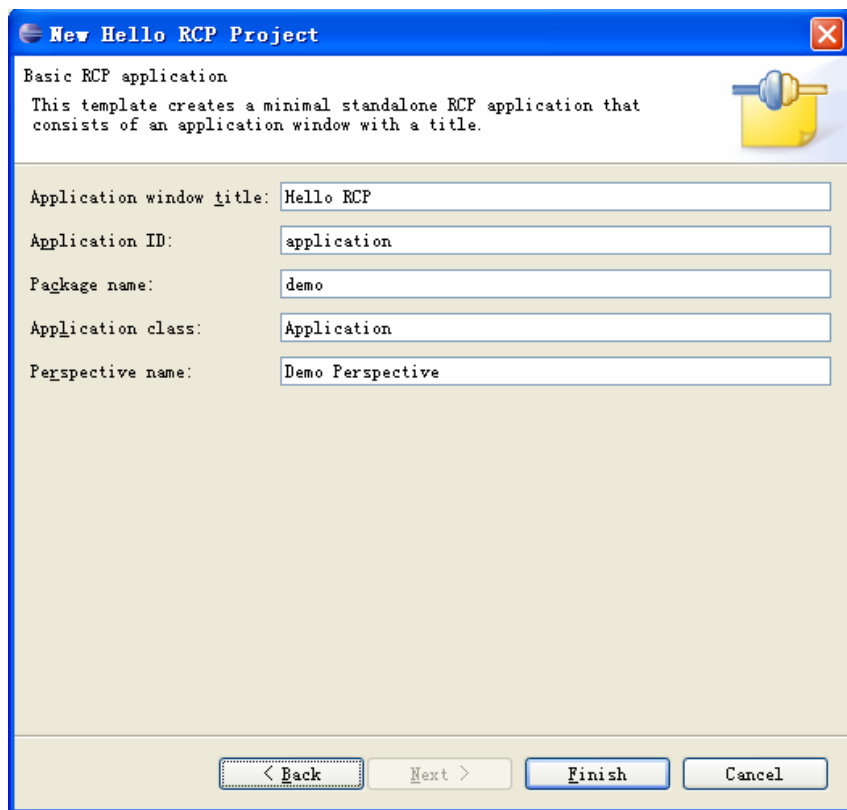 New Hello RCP Project
Basic RCP application
This template creates a minimal standalone RCP application that
consists of an application window with a title.
Application window title: Hello RCP
Application ID: application
Package name: demo
Application class: Application
Perspective name: Demo Perspective
< Back Next > Finish Cancel